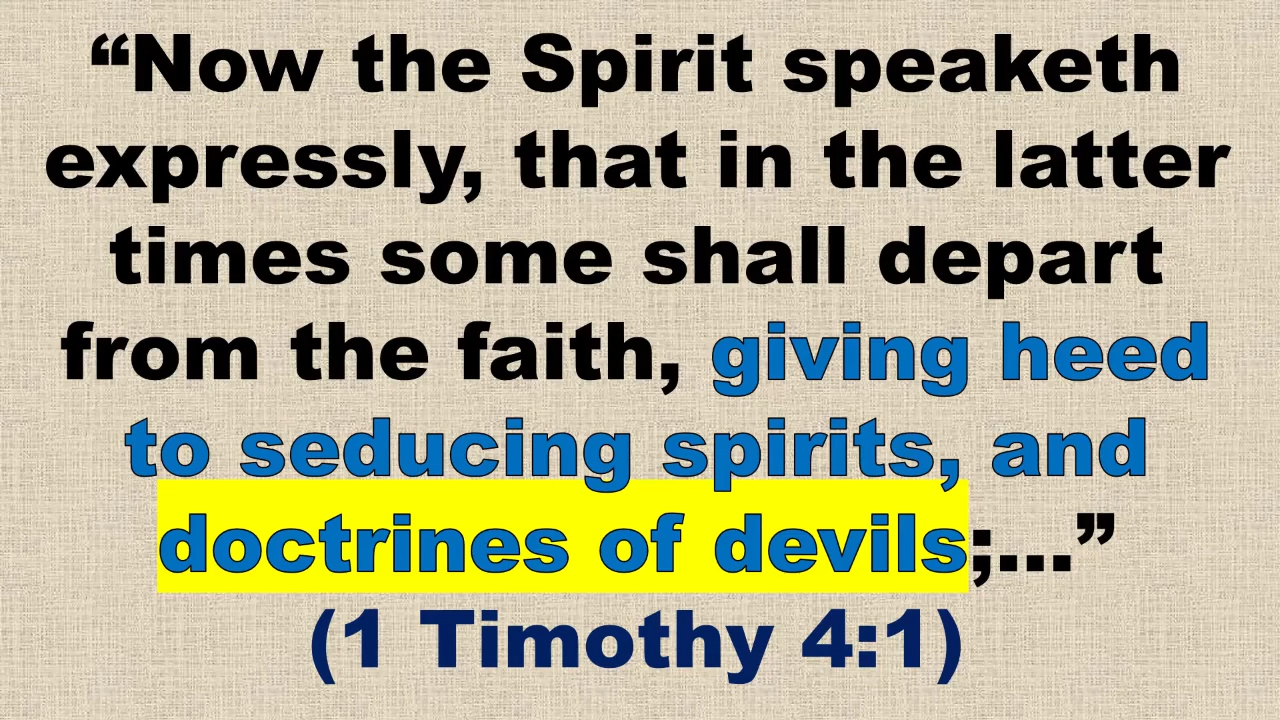 “Now the Spirit speaketh
expressly, that in the latter
times some shall depart
from the faith, giving heed
to seducing spirits, and
doctrines of devils;…”
(1 Timothy 4:1)